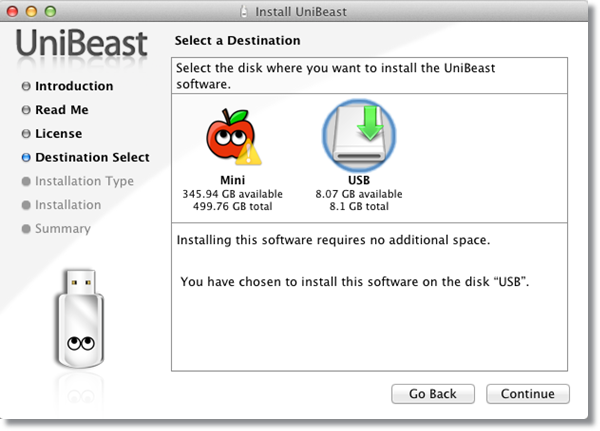 Install UniBeast
UniBeast
Select a Destination
Introduction
Read Me
License
Destination Select
Installation Type
Installation
Summary
Select the disk where you want to install the UniBeast
software.
Mini
345.94 GB available
499.76 GB total
USB
8.07 GB available
8.1 GB total
Installing this software requires no additional space.
You have chosen to install this software on the disk “USB”.
Go Back
Continue